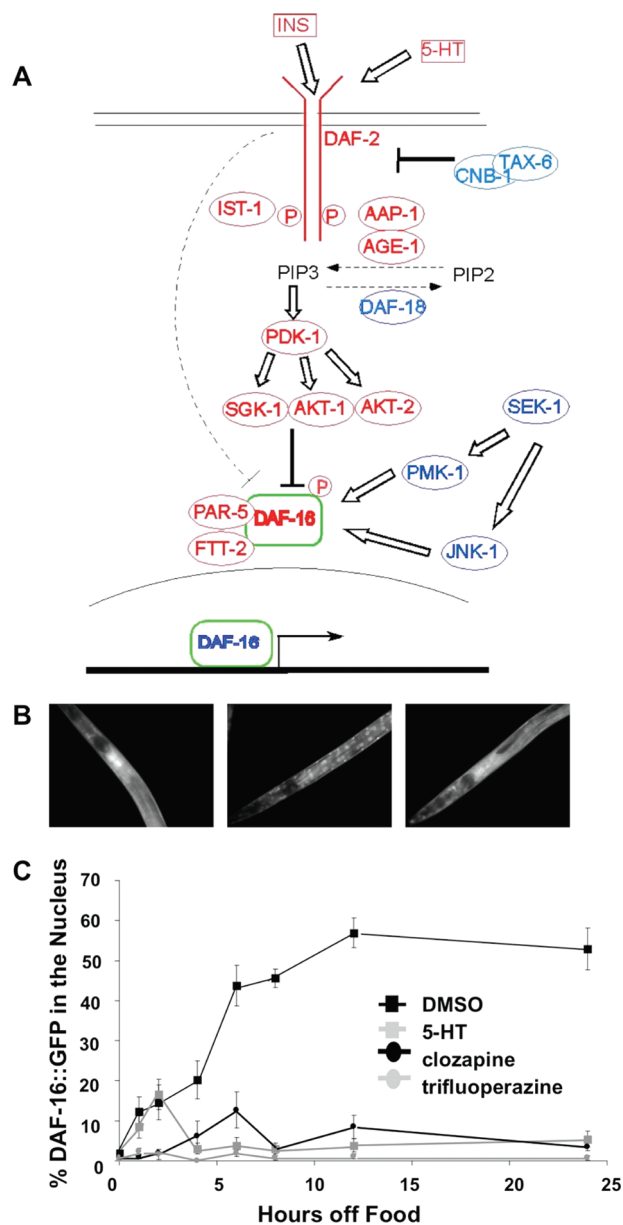 INS
5-HT
A
DAF-2
TAX-6
CNB-1
IST-1
P
P
AAP-1
AGE-1
PIP3
PIP2
DAF-18
PDK-1
SGK-1
AKT-1
AKT-2
SEK-1
PMK-1
P
PAR-5
DAF-16
FTT-2
JNK-1
DAF-16
B
C
% DAF-16::GFP in the Nucleus
70
60
50
40
30
20
10
0
DMSO
5-HT
clozapine
trifluoperazine
0 5 10 15 20 25
Hours off Food